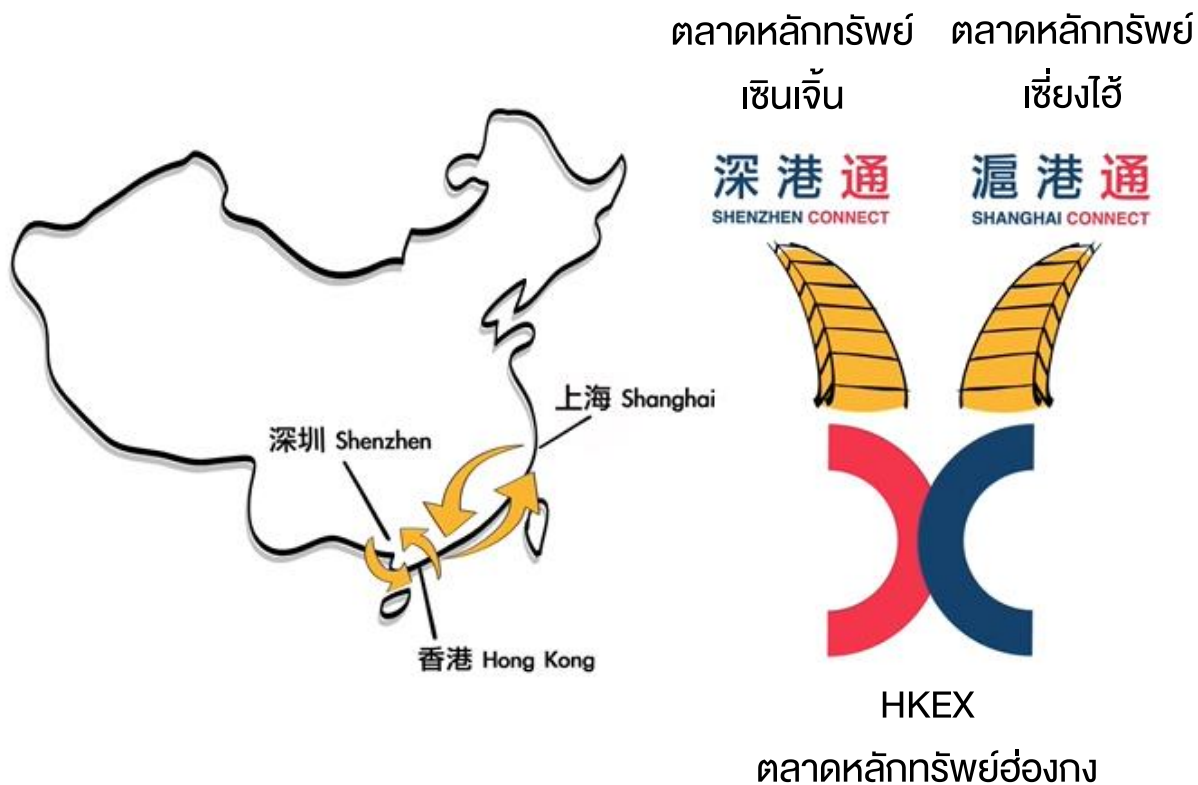 ตลาดหลักทรัพย์
เซินเจิ้น
ตลาดหลักทรัพย์
เซี่ยงไฮ้
深港通
SHENZHEN CONNECT
滬港通
SHANGHAI CONNECT
上海 Shanghai
深圳 Shenzhen
香港 Hong Kong
HKEX
ตลาดหลักทรัพย์ฮ่องกง